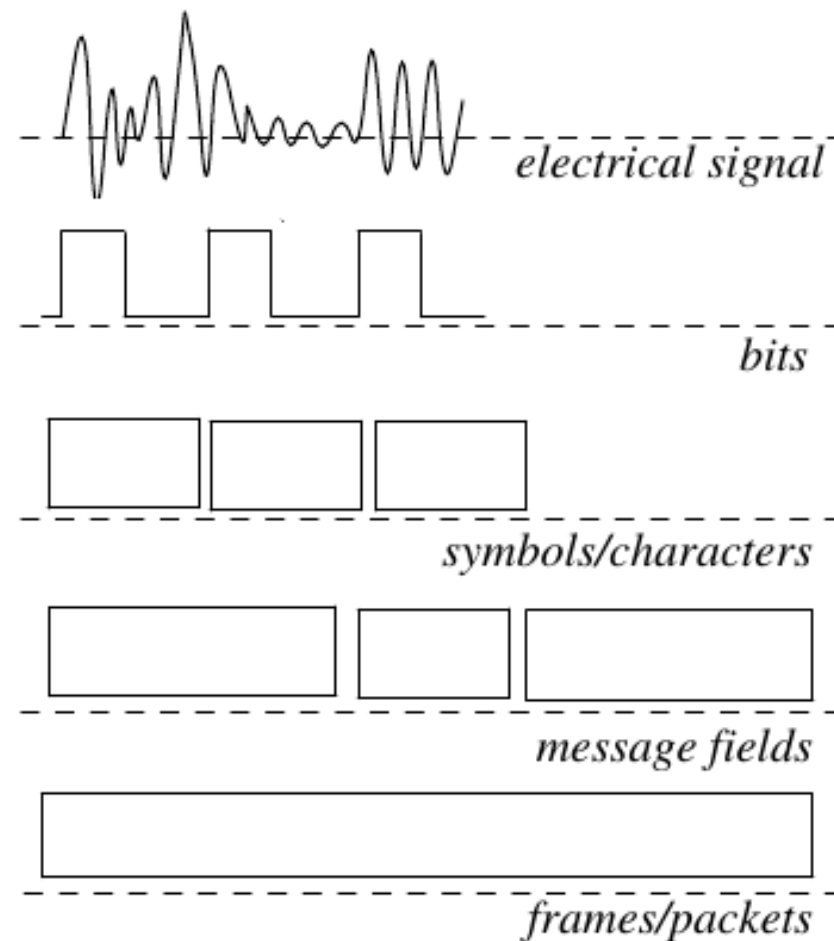 electrical signal
bits
symbols/characters
message fields
frames/packets